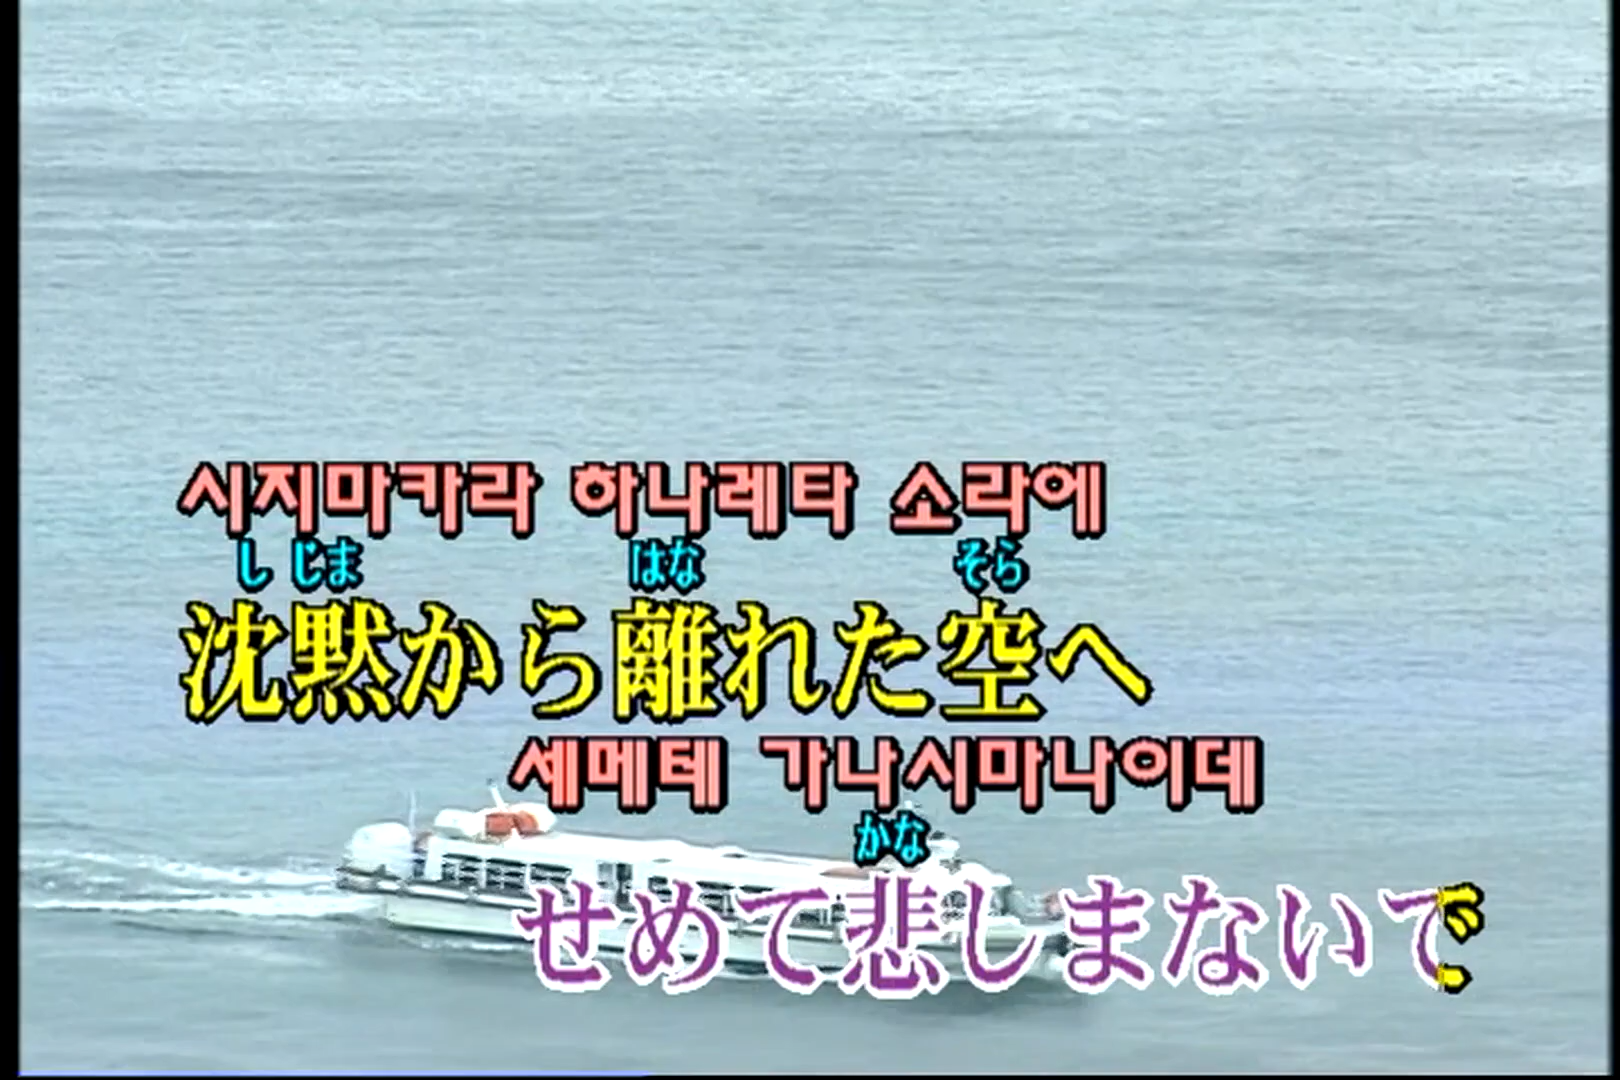 시지마카라 하나레타 소라에
しじま はな そら
沈黙から離れた空へ
세메테 가나시마나이데
かな
せめて悲しまないで